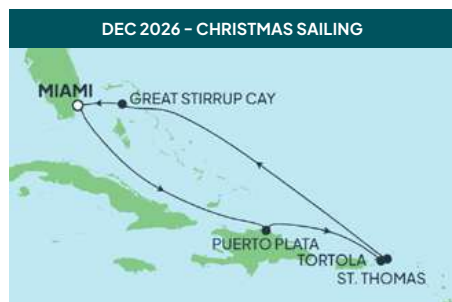 DEC 2026 – CHRISTMAS SAILING
MIAMI
GREAT STIRRUP CAY
PUERTO PLATA
TORTOLA
ST. THOMAS